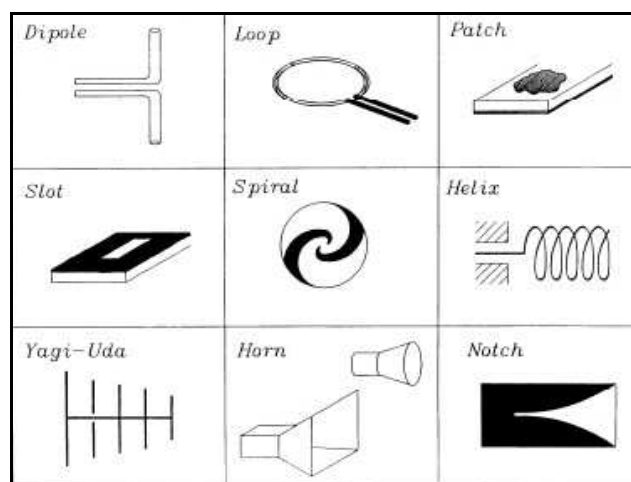 Dipole
Loop
Patch
Slot
Spiral
Helix
Yagi-Uda
Horn
Notch